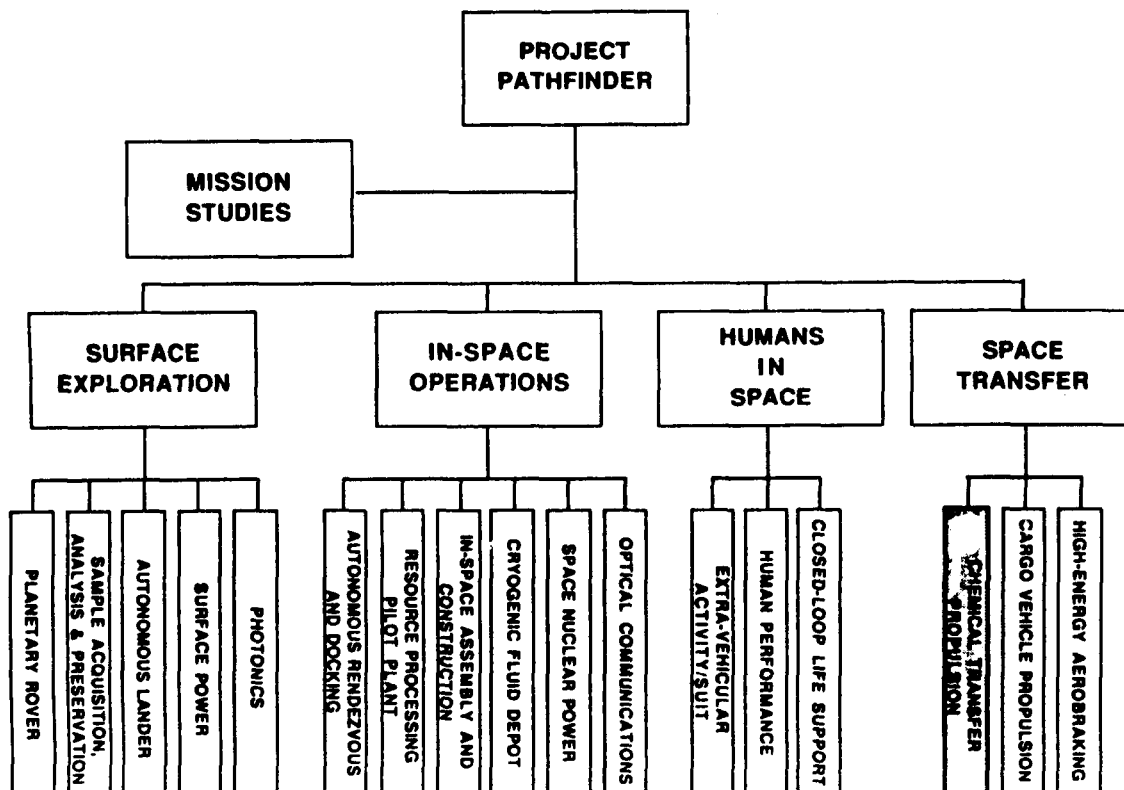 PROJECT
PATHFINDER
MISSION
STUDIES
SURFACE
EXPLORATION
IN-SPACE
OPERATIONS
HUMANS
IN
SPACE
SPACE
TRANSFER
PLANETARY ROVER
SAMPLE ACQUISITION,
ANALYSIS & PRESERVATION
AUTONOMOUS LANDER
SURFACE POWER
PHOTONICS
AUTONOMOUS RENDEZVOUS
AND DOCKING
RESOURCE PROCESSING
PILOT PLANT
IN-SPACE ASSEMBLY AND
CONSTRUCTION
CRYOGENIC FLUID DEPOT
SPACE NUCLEAR POWER
OPTICAL COMMUNICATIONS
EXTRA-VEHICULAR
ACTIVITY/SUIT
HUMAN PERFORMANCE
CLOSED-LOOP LIFE SUPPORT
CHEMICAL TRANSFER
PROPULSION
CARGO VEHICLE PROPULSION
HIGH-ENERGY AEROBRAKING